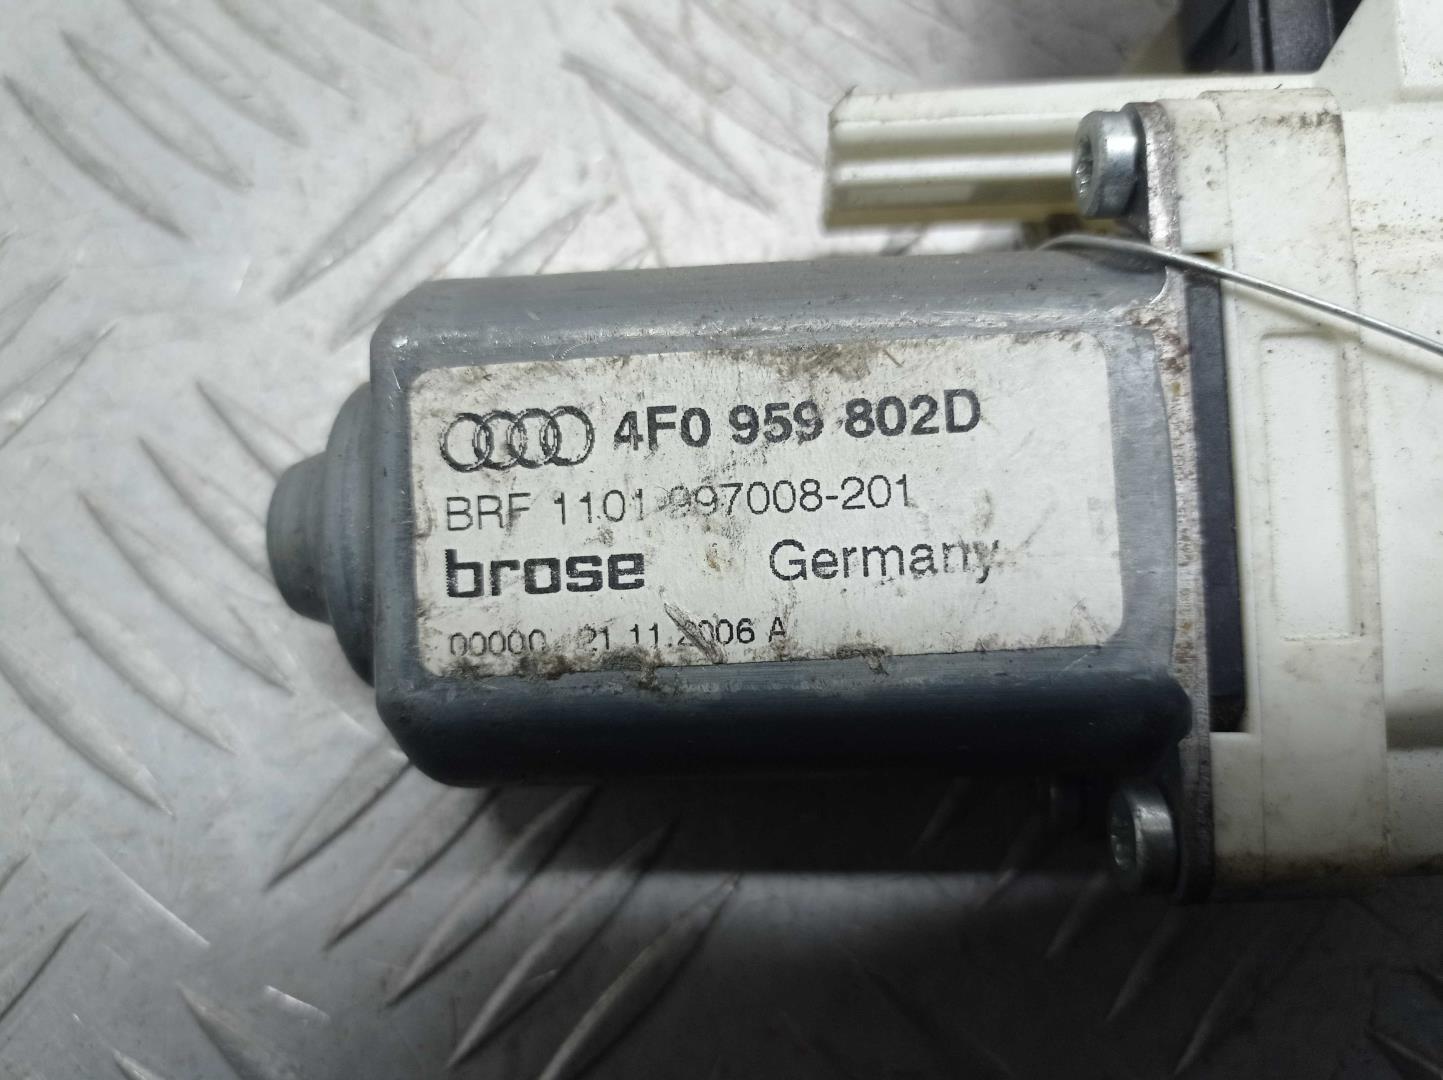 4F0 959 802D
BRF 1101 997008-201
brose Germany
00000 21.11.2006 A